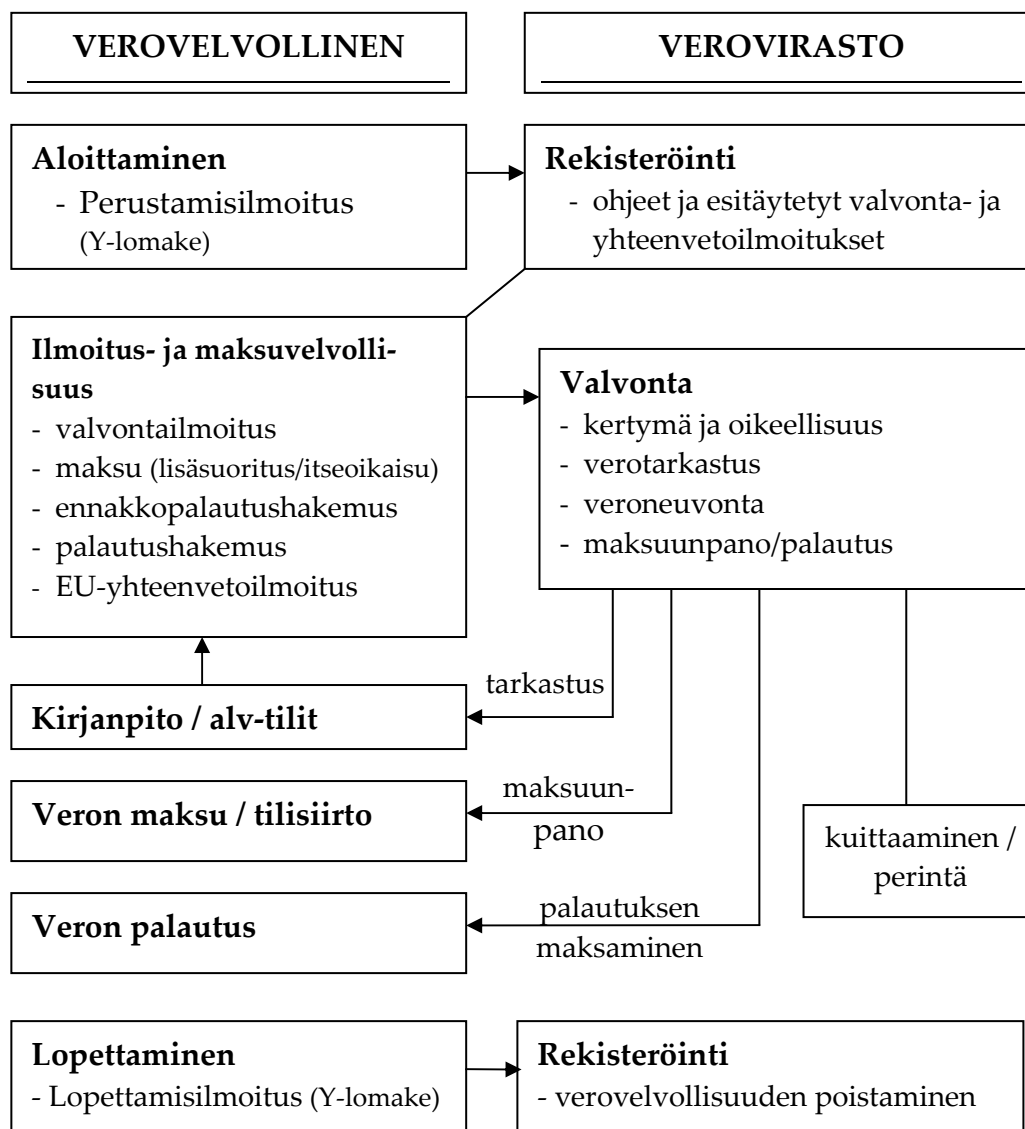 VEROVELVOLLINEN
VEROVIRASTO
Aloittaminen
- Perustamisilmoitus
(Y-lomake)
Rekisteröinti
- ohjeet ja esitäytetyt valvonta- ja
yhteenvetoilmoitukset
Ilmoitus- ja maksuvelvolli-
suus
- valvontailmoitus
- maksu (lisäsuoritus/itseoikaisu)
- ennakkopalautushakemus
- palautushakemus
- EU-yhteenvetoilmoitus
Valvonta
- kertymä ja oikeellisuus
- verotarkastus
- veroneuvonta
- maksuunpano/palautus
tarkastus
Kirjanpito / alv-tilit
maksuun-
pano
Veron maksu / tilisiirto
kuittaaminen /
perintä
palautuksen
maksaminen
Veron palautus
Lopettaminen
- Lopettamisilmoitus (Y-lomake)
Rekisteröinti
- verovelvollisuuden poistaminen